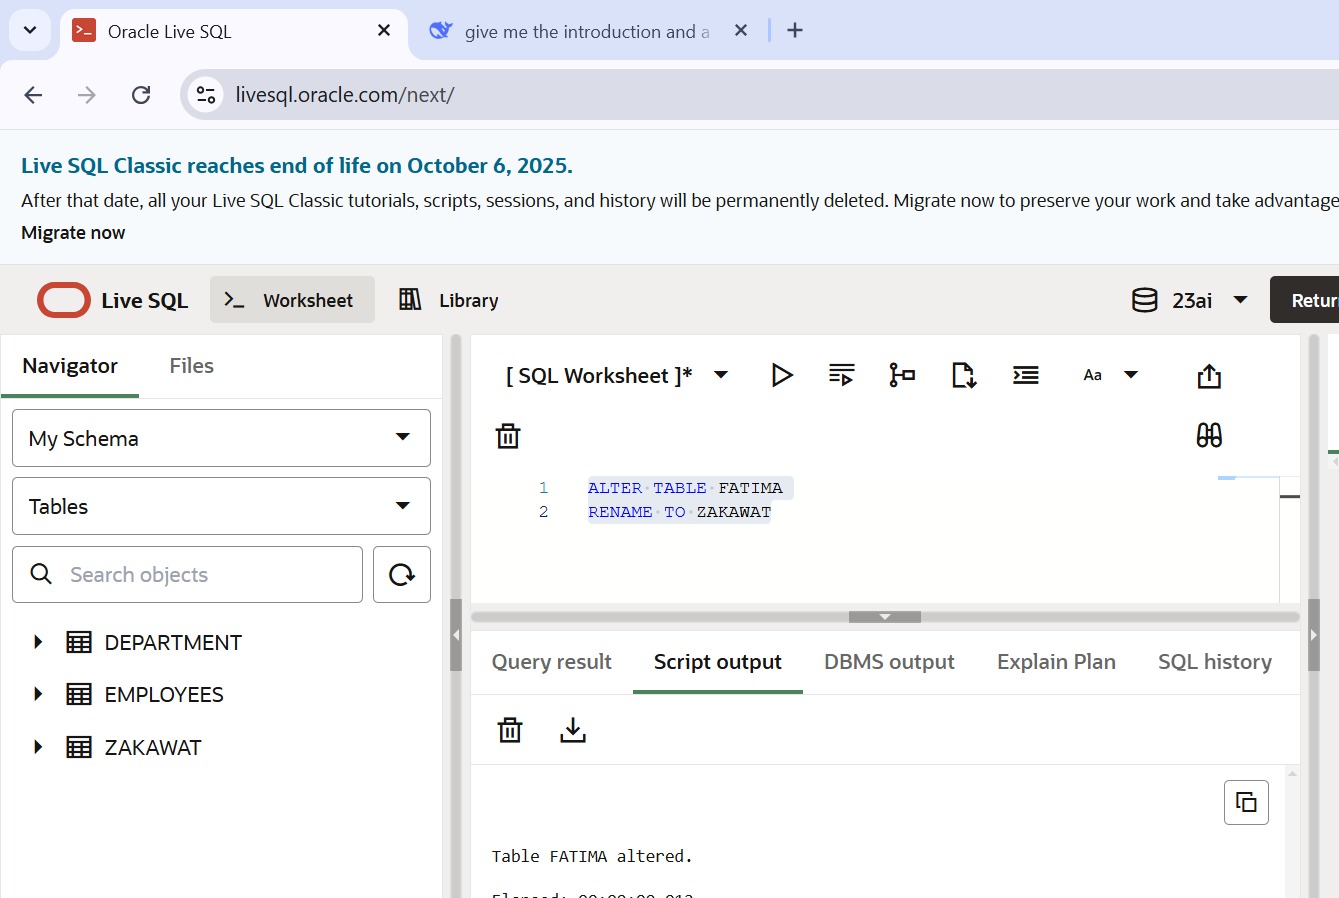 Oracle Live SQL
give me the introduction and a
livesql.oracle.com/next/
Live SQL Classic reaches end of life on October 6, 2025.
After that date, all your Live SQL Classic tutorials, scripts, sessions, and history will be permanently deleted. Migrate now to preserve your work and take advantage
Migrate now
Live SQL
Worksheet
Library
23ai
Retur
Navigator
Files
My Schema
Tables
Search objects
DEPARTMENT
EMPLOYEES
ZAKAWAT
[ SQL Worksheet ]*
Aa
1 ALTER TABLE FATIMA
2 RENAME TO ZAKAWAT
Query result
Script output
DBMS output
Explain Plan
SQL history
Table FATIMA altered.